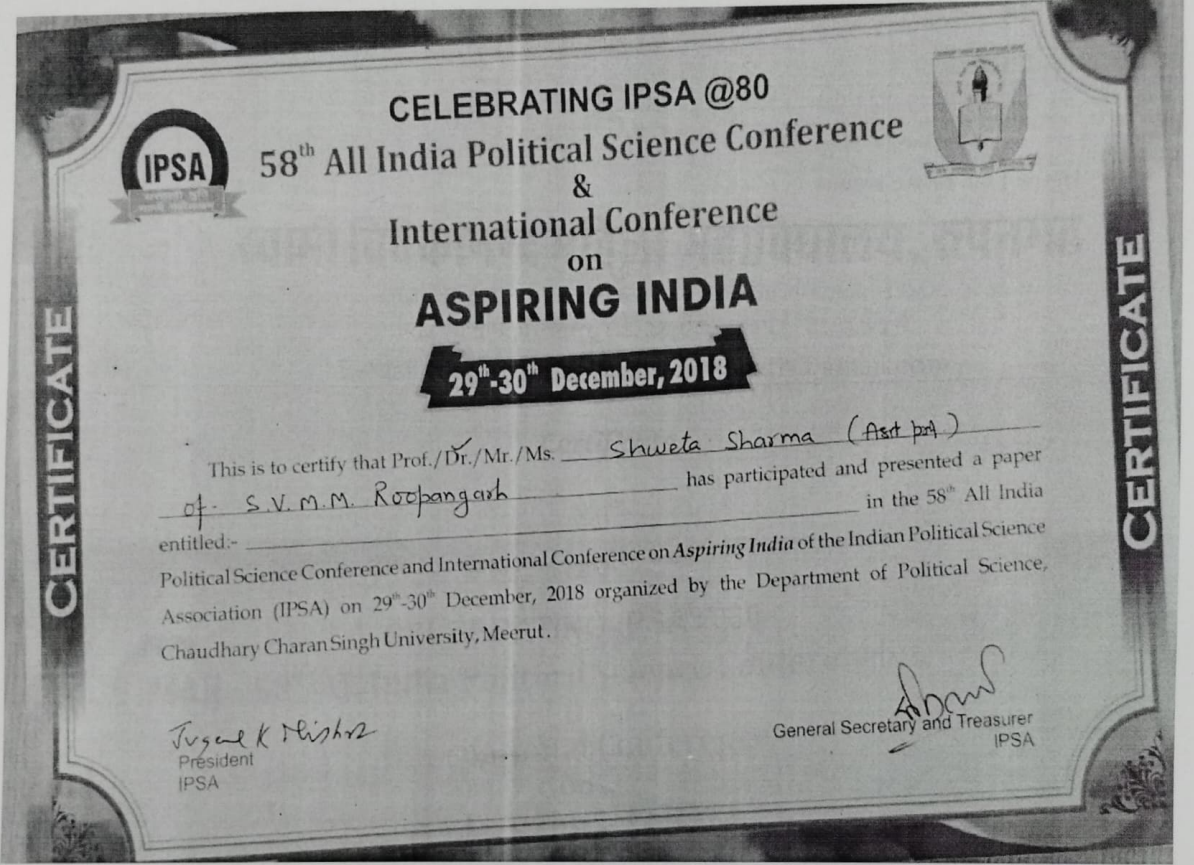 CELEBRATING IPSA @80
IPSA
58th All India Political Science Conference
&
International Conference
on
ASPIRING INDIA
29th-30th December, 2018
CERTIFICATE
CERTIFICATE
This is to certify that Prof./Dr./Mr./Ms. Shweta Sharma (Asst prof)
of - S.V.M.M. Roopangarh has participated and presented a paper
entitled:- in the 58th All India
Political Science Conference and International Conference on Aspiring India of the Indian Political Science
Association (IPSA) on 29th-30th December, 2018 organized by the Department of Political Science,
Chaudhary Charan Singh University, Meerut.
Jugal K Mishra
President
IPSA
General Secretary and Treasurer
IPSA